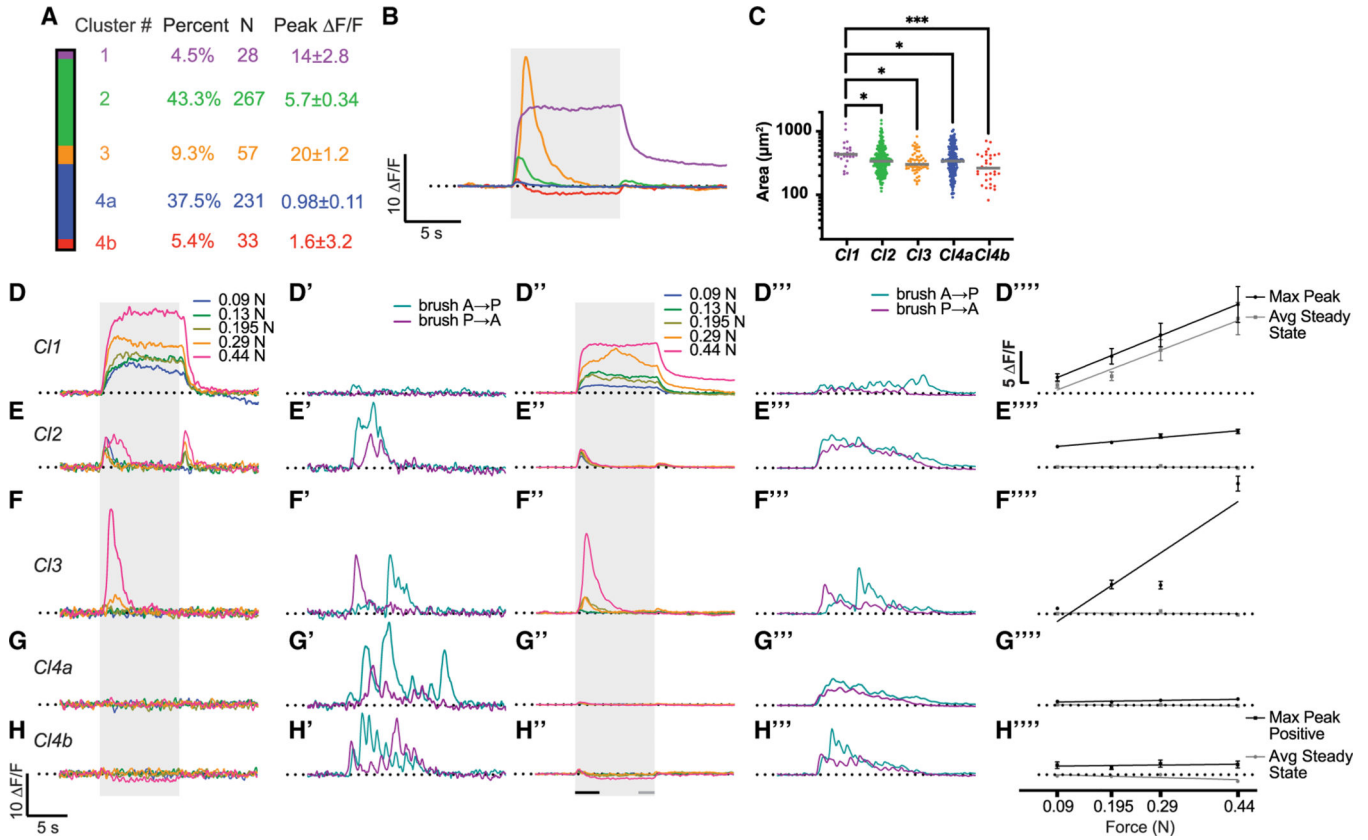 A
Cluster # Percent N Peak ΔF/F
1 4.5% 28 14±2.8
2 43.3% 267 5.7±0.34
3 9.3% 57 20±1.2
4a 37.5% 231 0.98±0.11
4b 5.4% 33 1.6±3.2
B
10 ΔF/F
5 s
C
***
*
*
*
Area (µm²)
1000
100
Cl1 Cl2 Cl3 Cl4a Cl4b
D
Cl1
0.09 N
0.13 N
0.195 N
0.29 N
0.44 N
D'
brush A→P
brush P→A
D''
0.09 N
0.13 N
0.195 N
0.29 N
0.44 N
D'''
brush A→P
brush P→A
D''''
Max Peak
Avg Steady
State
5 ΔF/F
E
Cl2
E'
E''
E'''
E''''
F
Cl3
F'
F''
F'''
F''''
G
Cl4a
G'
G''
G'''
G''''
H
Cl4b
H'
H''
H'''
H''''
Max Peak
Positive
Avg Steady
State
10 ΔF/F
5 s
0.09 0.195 0.29 0.44
Force (N)